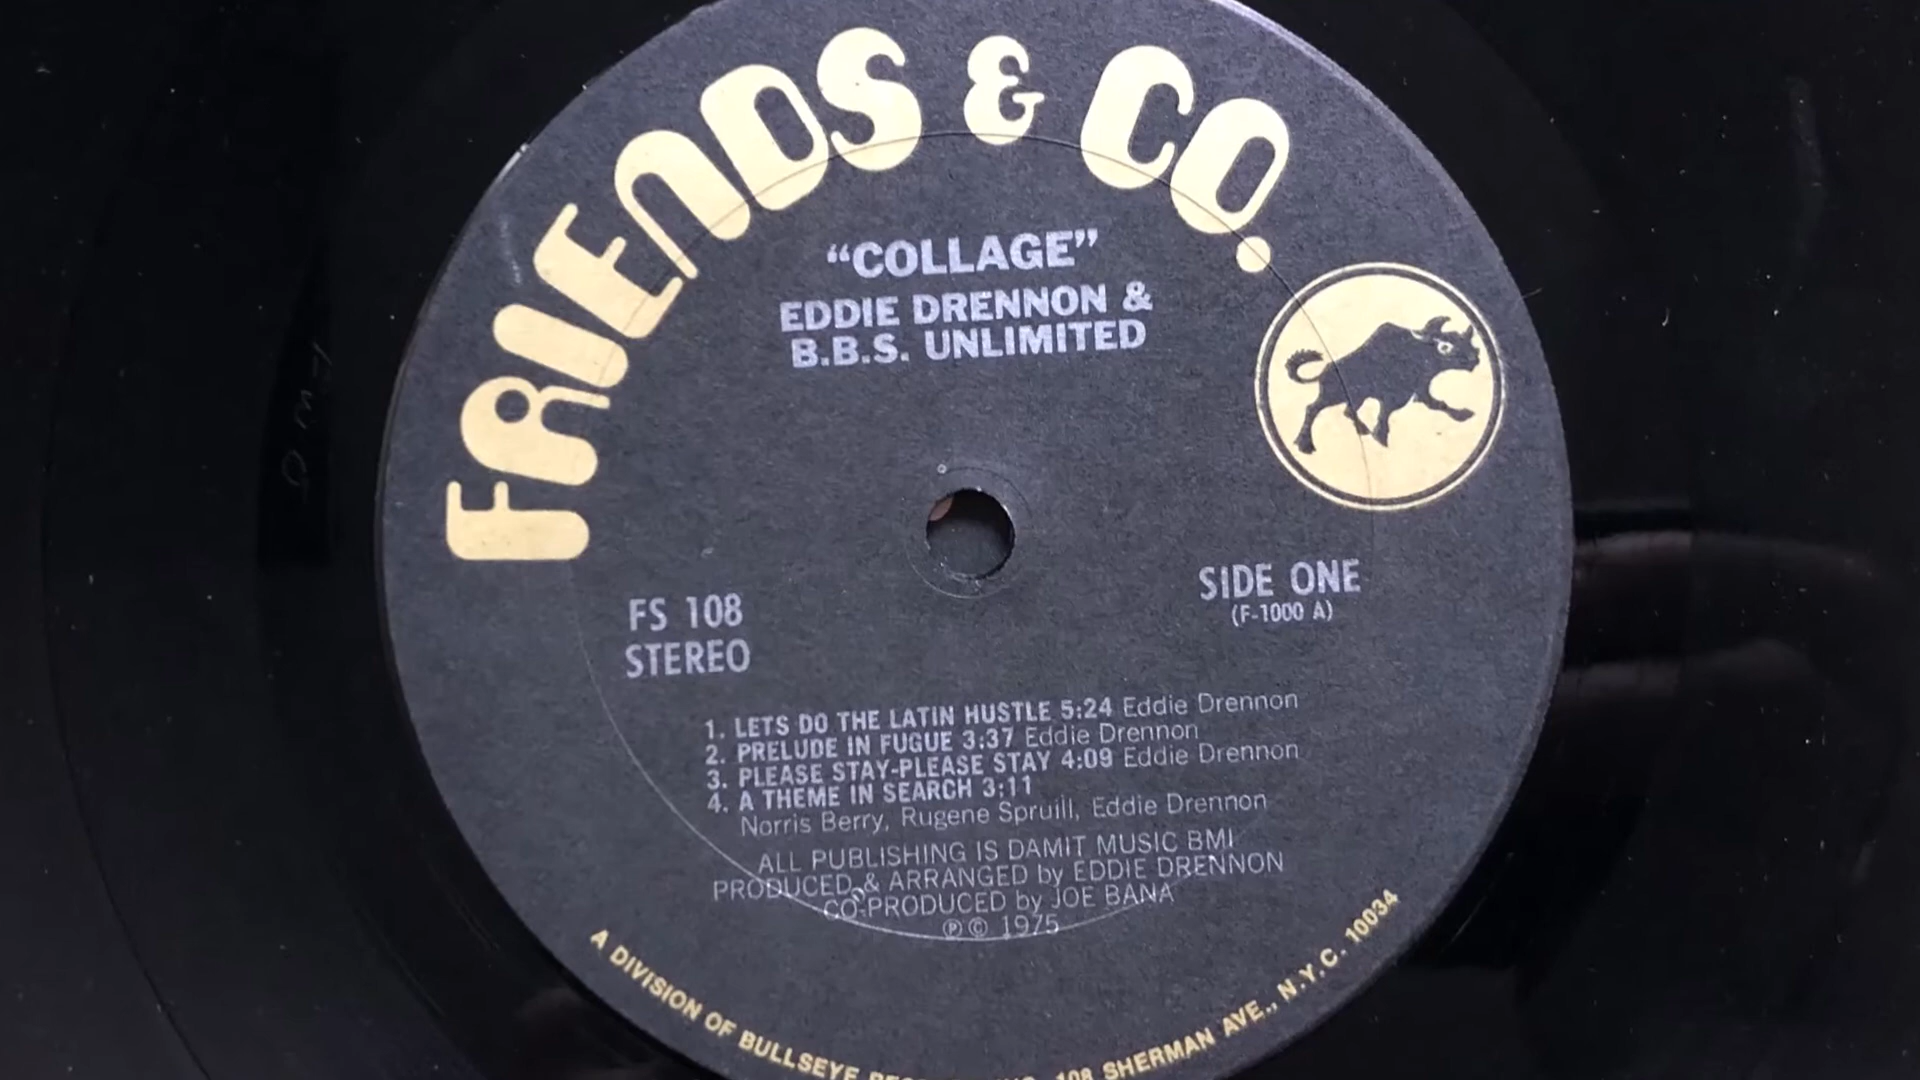 FRIENDS & CO.
“COLLAGE”
EDDIE DRENNON &
B.B.S. UNLIMITED
FS 108
STEREO
SIDE ONE
(F-1000 A)
1. LETS DO THE LATIN HUSTLE 5:24 Eddie Drennon
2. PRELUDE IN FUGUE 3:37 Eddie Drennon
3. PLEASE STAY-PLEASE STAY 4:09 Eddie Drennon
4. A THEME IN SEARCH 3:11
Norris Berry, Rugene Spruill, Eddie Drennon
ALL PUBLISHING IS DAMIT MUSIC BMI
PRODUCED & ARRANGED by EDDIE DRENNON
CO-PRODUCED by JOE BANA
℗ © 1975
A DIVISION OF BULLSEYE 108 SHERMAN AVE., N.Y.C. 10034